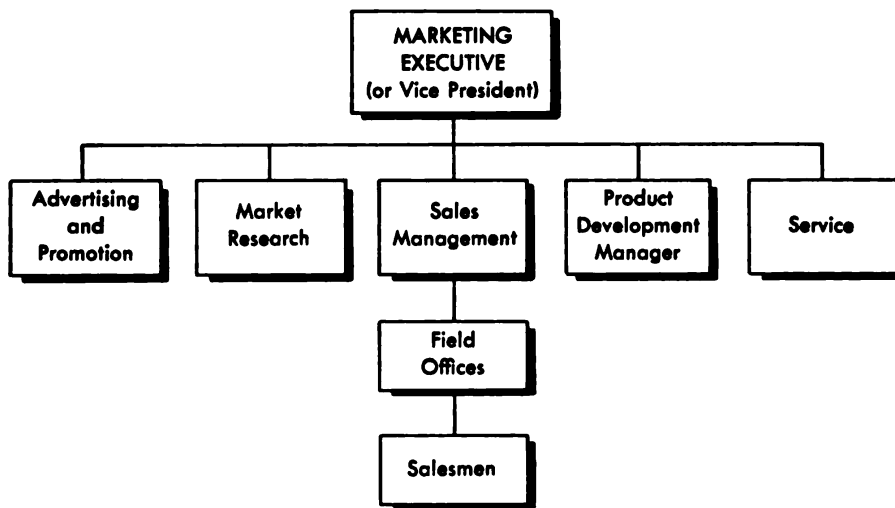 MARKETING
EXECUTIVE
(or Vice President)
Advertising
and
Promotion
Market
Research
Sales
Management
Product
Development
Manager
Service
Field
Offices
Salesmen